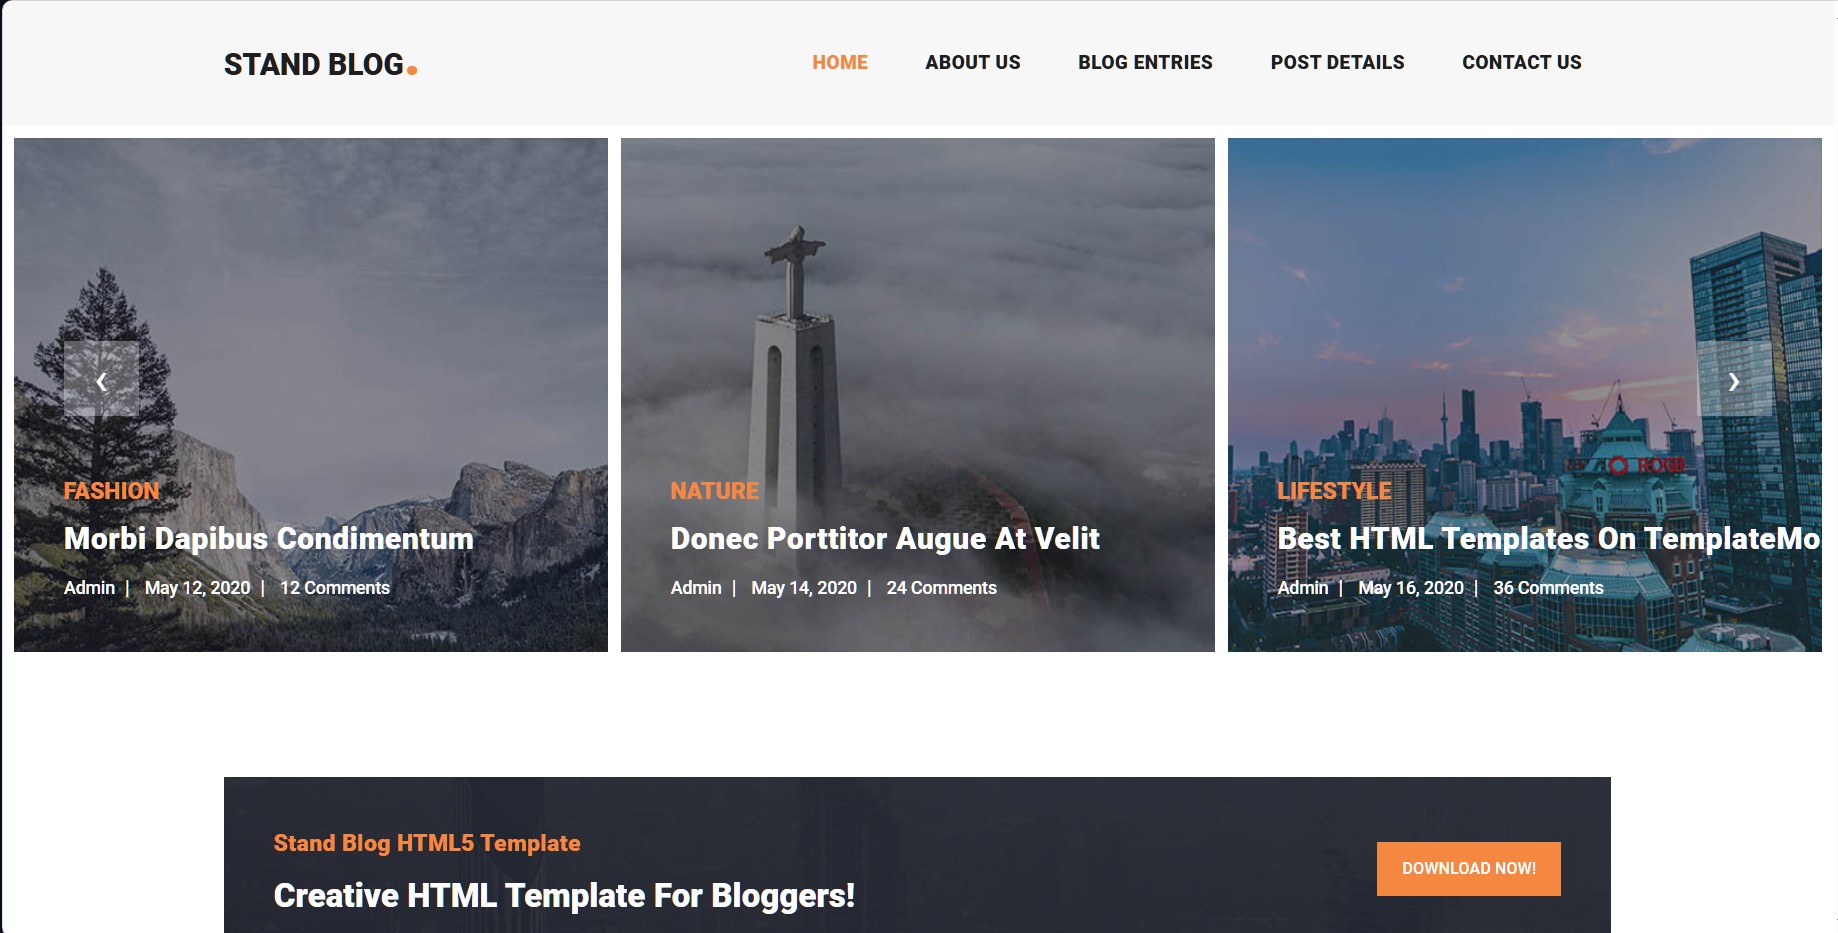 STAND BLOG.
HOME ABOUT US BLOG ENTRIES POST DETAILS CONTACT US
FASHION
Morbi Dapibus Condimentum
Admin | May 12, 2020 | 12 Comments
NATURE
Donec Porttitor Augue At Velit
Admin | May 14, 2020 | 24 Comments
LIFESTYLE
Best HTML Templates On TemplateMo
Admin | May 16, 2020 | 36 Comments
Stand Blog HTML5 Template
Creative HTML Template For Bloggers!
DOWNLOAD NOW!